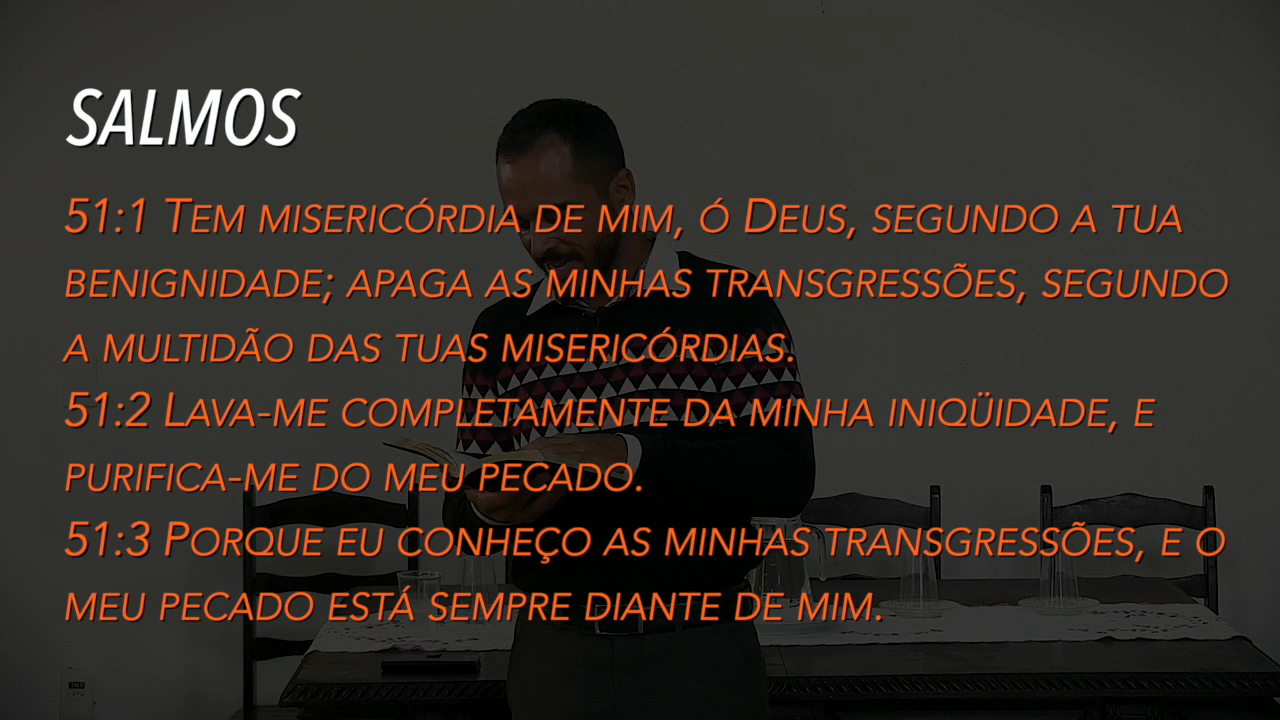 SALMOS
51:1 Tem misericórdia de mim, ó Deus, segundo a tua
benignidade; apaga as minhas transgressões, segundo
a multidão das tuas misericórdias.
51:2 Lava-me completamente da minha iniqüidade, e
purifica-me do meu pecado.
51:3 Porque eu conheço as minhas transgressões, e o
meu pecado está sempre diante de mim.